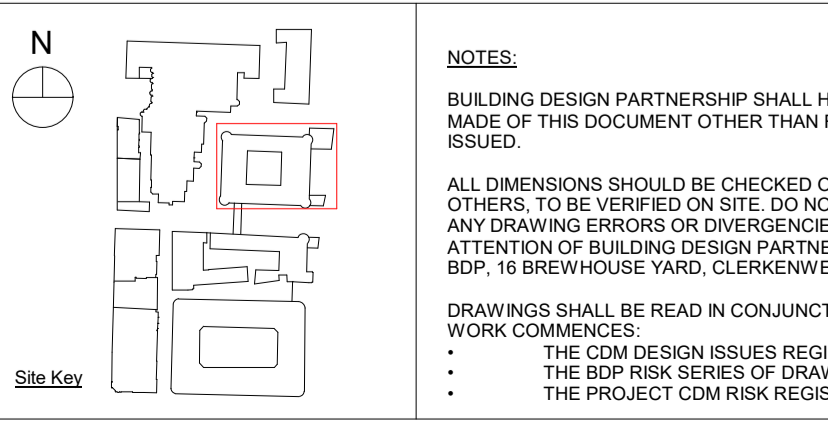 N
Site Key
NOTES:
BUILDING DESIGN PARTNERSHIP SHALL H
MADE OF THIS DOCUMENT OTHER THAN
ISSUED.
ALL DIMENSIONS SHOULD BE CHECKED
OTHERS, TO BE VERIFIED ON SITE. DO NO
ANY DRAWING ERRORS OR DIVERGENCIE
ATTENTION OF BUILDING DESIGN PARTNE
BDP, 16 BREWHOUSE YARD, CLERKENWE
DRAWINGS SHALL BE READ IN CONJUNCT
WORK COMMENCES:
• THE CDM DESIGN ISSUES REGI
• THE BDP RISK SERIES OF DRAW
• THE PROJECT CDM RISK REGIS